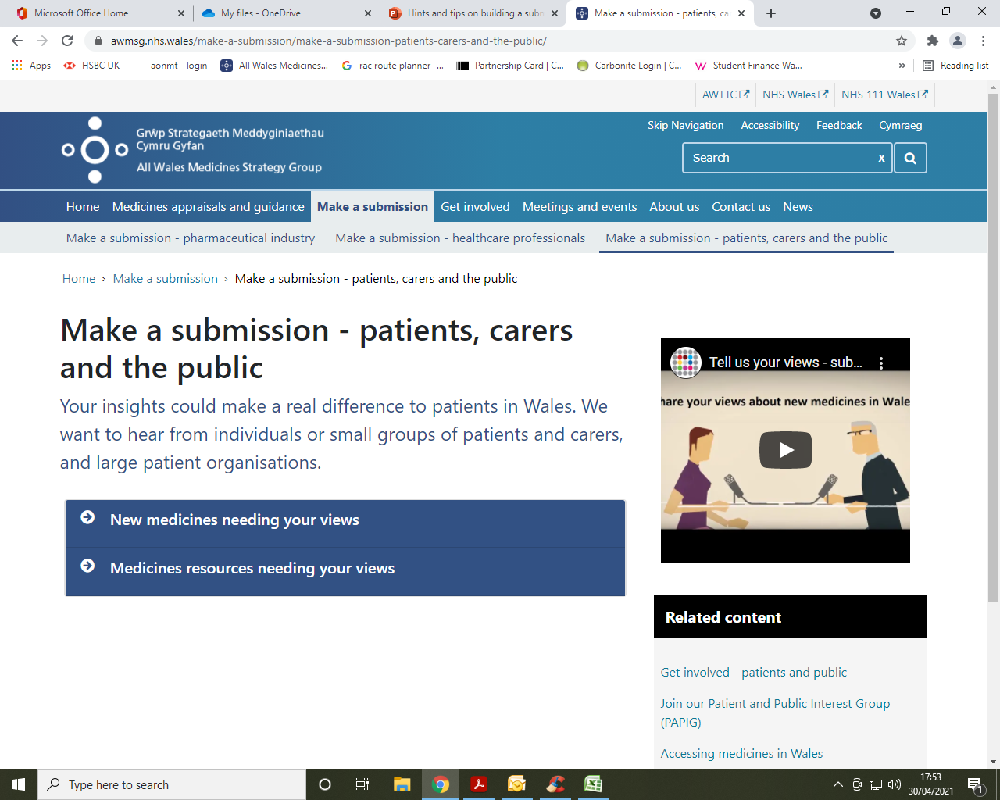 Microsoft Office Home
My files - OneDrive
Hints and tips on building a subm
Make a submission - patients, ca
awmsg.nhs.wales/make-a-submission/make-a-submission-patients-carers-and-the-public/
Apps
HSBC UK
aonmt - login
All Wales Medicines...
rac route planner -...
Partnership Card | C...
Carbonite Login | C...
Student Finance Wa...
»
Reading list
AWTTC
NHS Wales
NHS 111 Wales
Grŵp Strategaeth Meddyginiaethau
Cymru Gyfan
All Wales Medicines Strategy Group
Skip Navigation
Accessibility
Feedback
Cymraeg
Search
x
Home
Medicines appraisals and guidance
Make a submission
Get involved
Meetings and events
About us
Contact us
News
Make a submission - pharmaceutical industry
Make a submission - healthcare professionals
Make a submission - patients, carers and the public
Home › Make a submission › Make a submission - patients, carers and the public
Make a submission - patients, carers
and the public
Your insights could make a real difference to patients in Wales. We
want to hear from individuals or small groups of patients and carers,
and large patient organisations.
New medicines needing your views
Medicines resources needing your views
Tell us your views - sub...
hare your views about new medicines in Wale
Related content
Get involved - patients and public
Join our Patient and Public Interest Group
(PAPIG)
Accessing medicines in Wales
Type here to search
17:53
30/04/2021
1